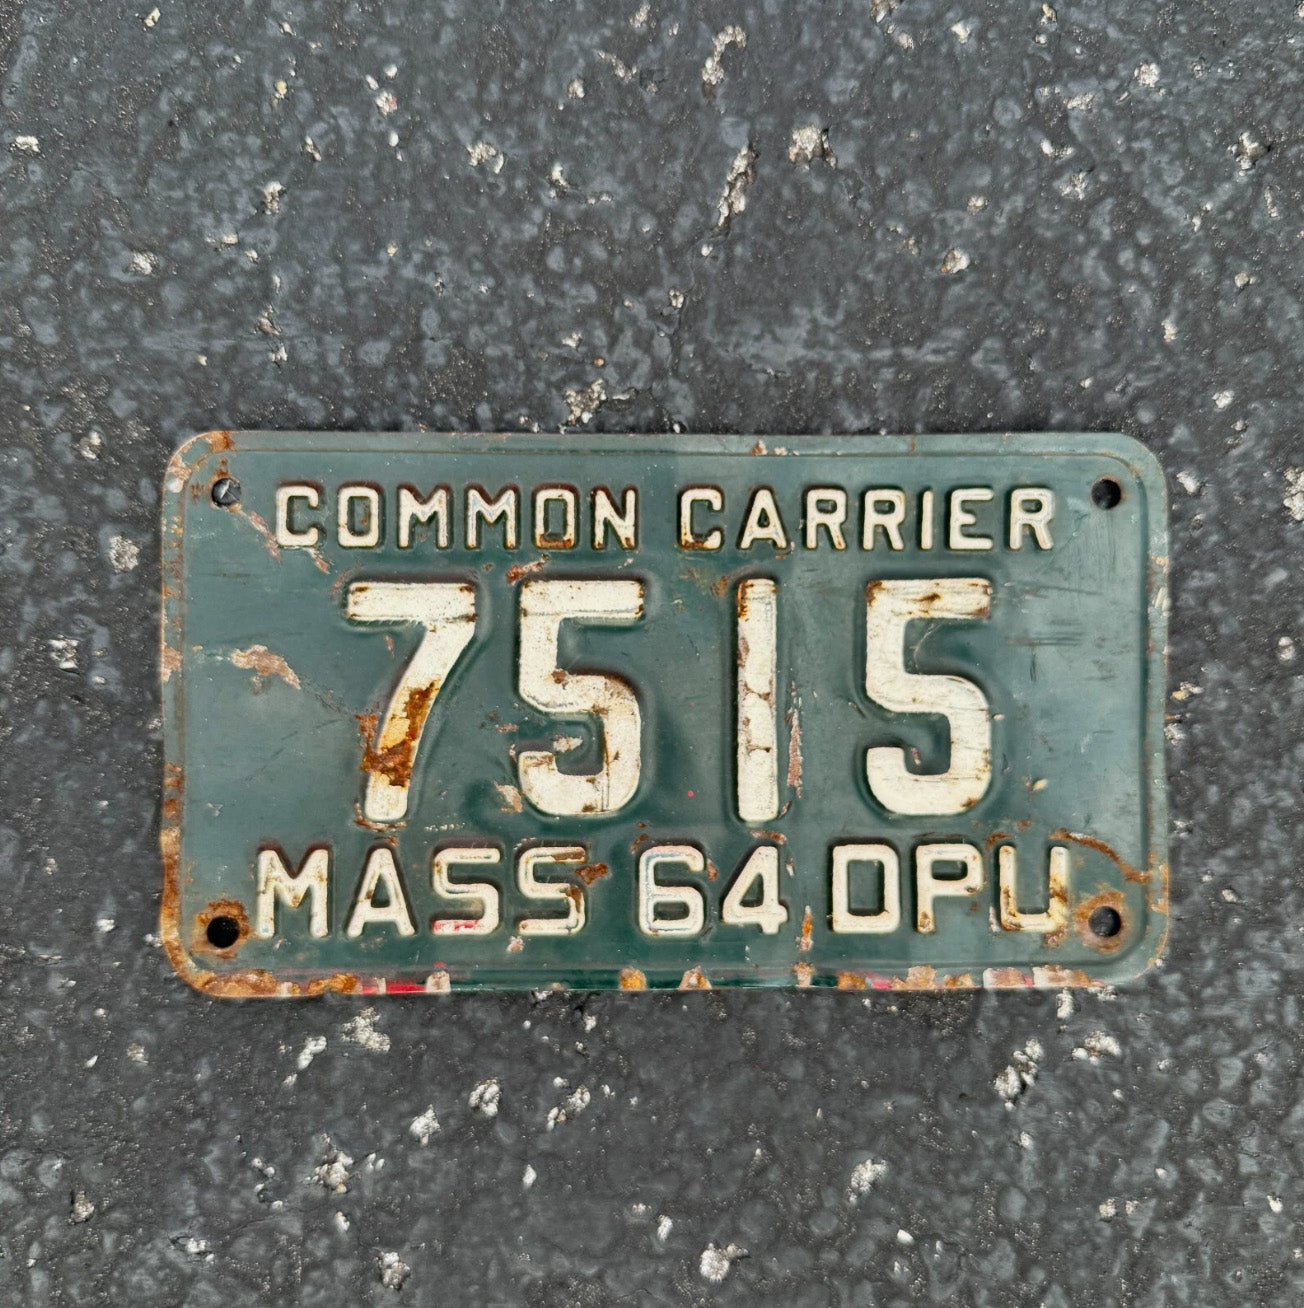 COMMON CARRIER
7515
MASS 64 DPU